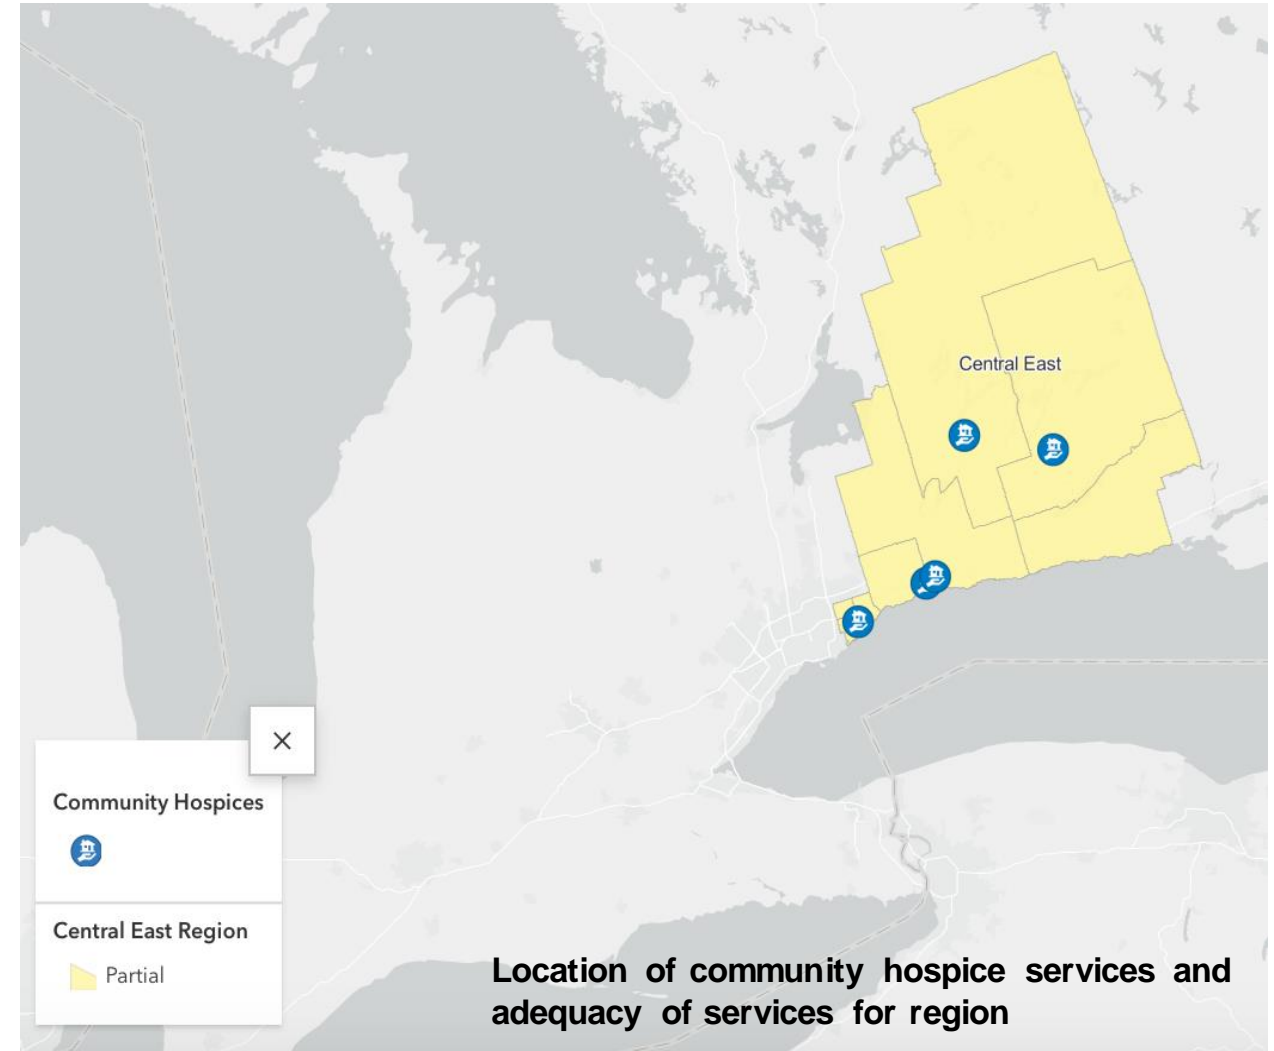 Central East
Community Hospices
Central East Region
Partial
Location of community hospice services and
adequacy of services for region